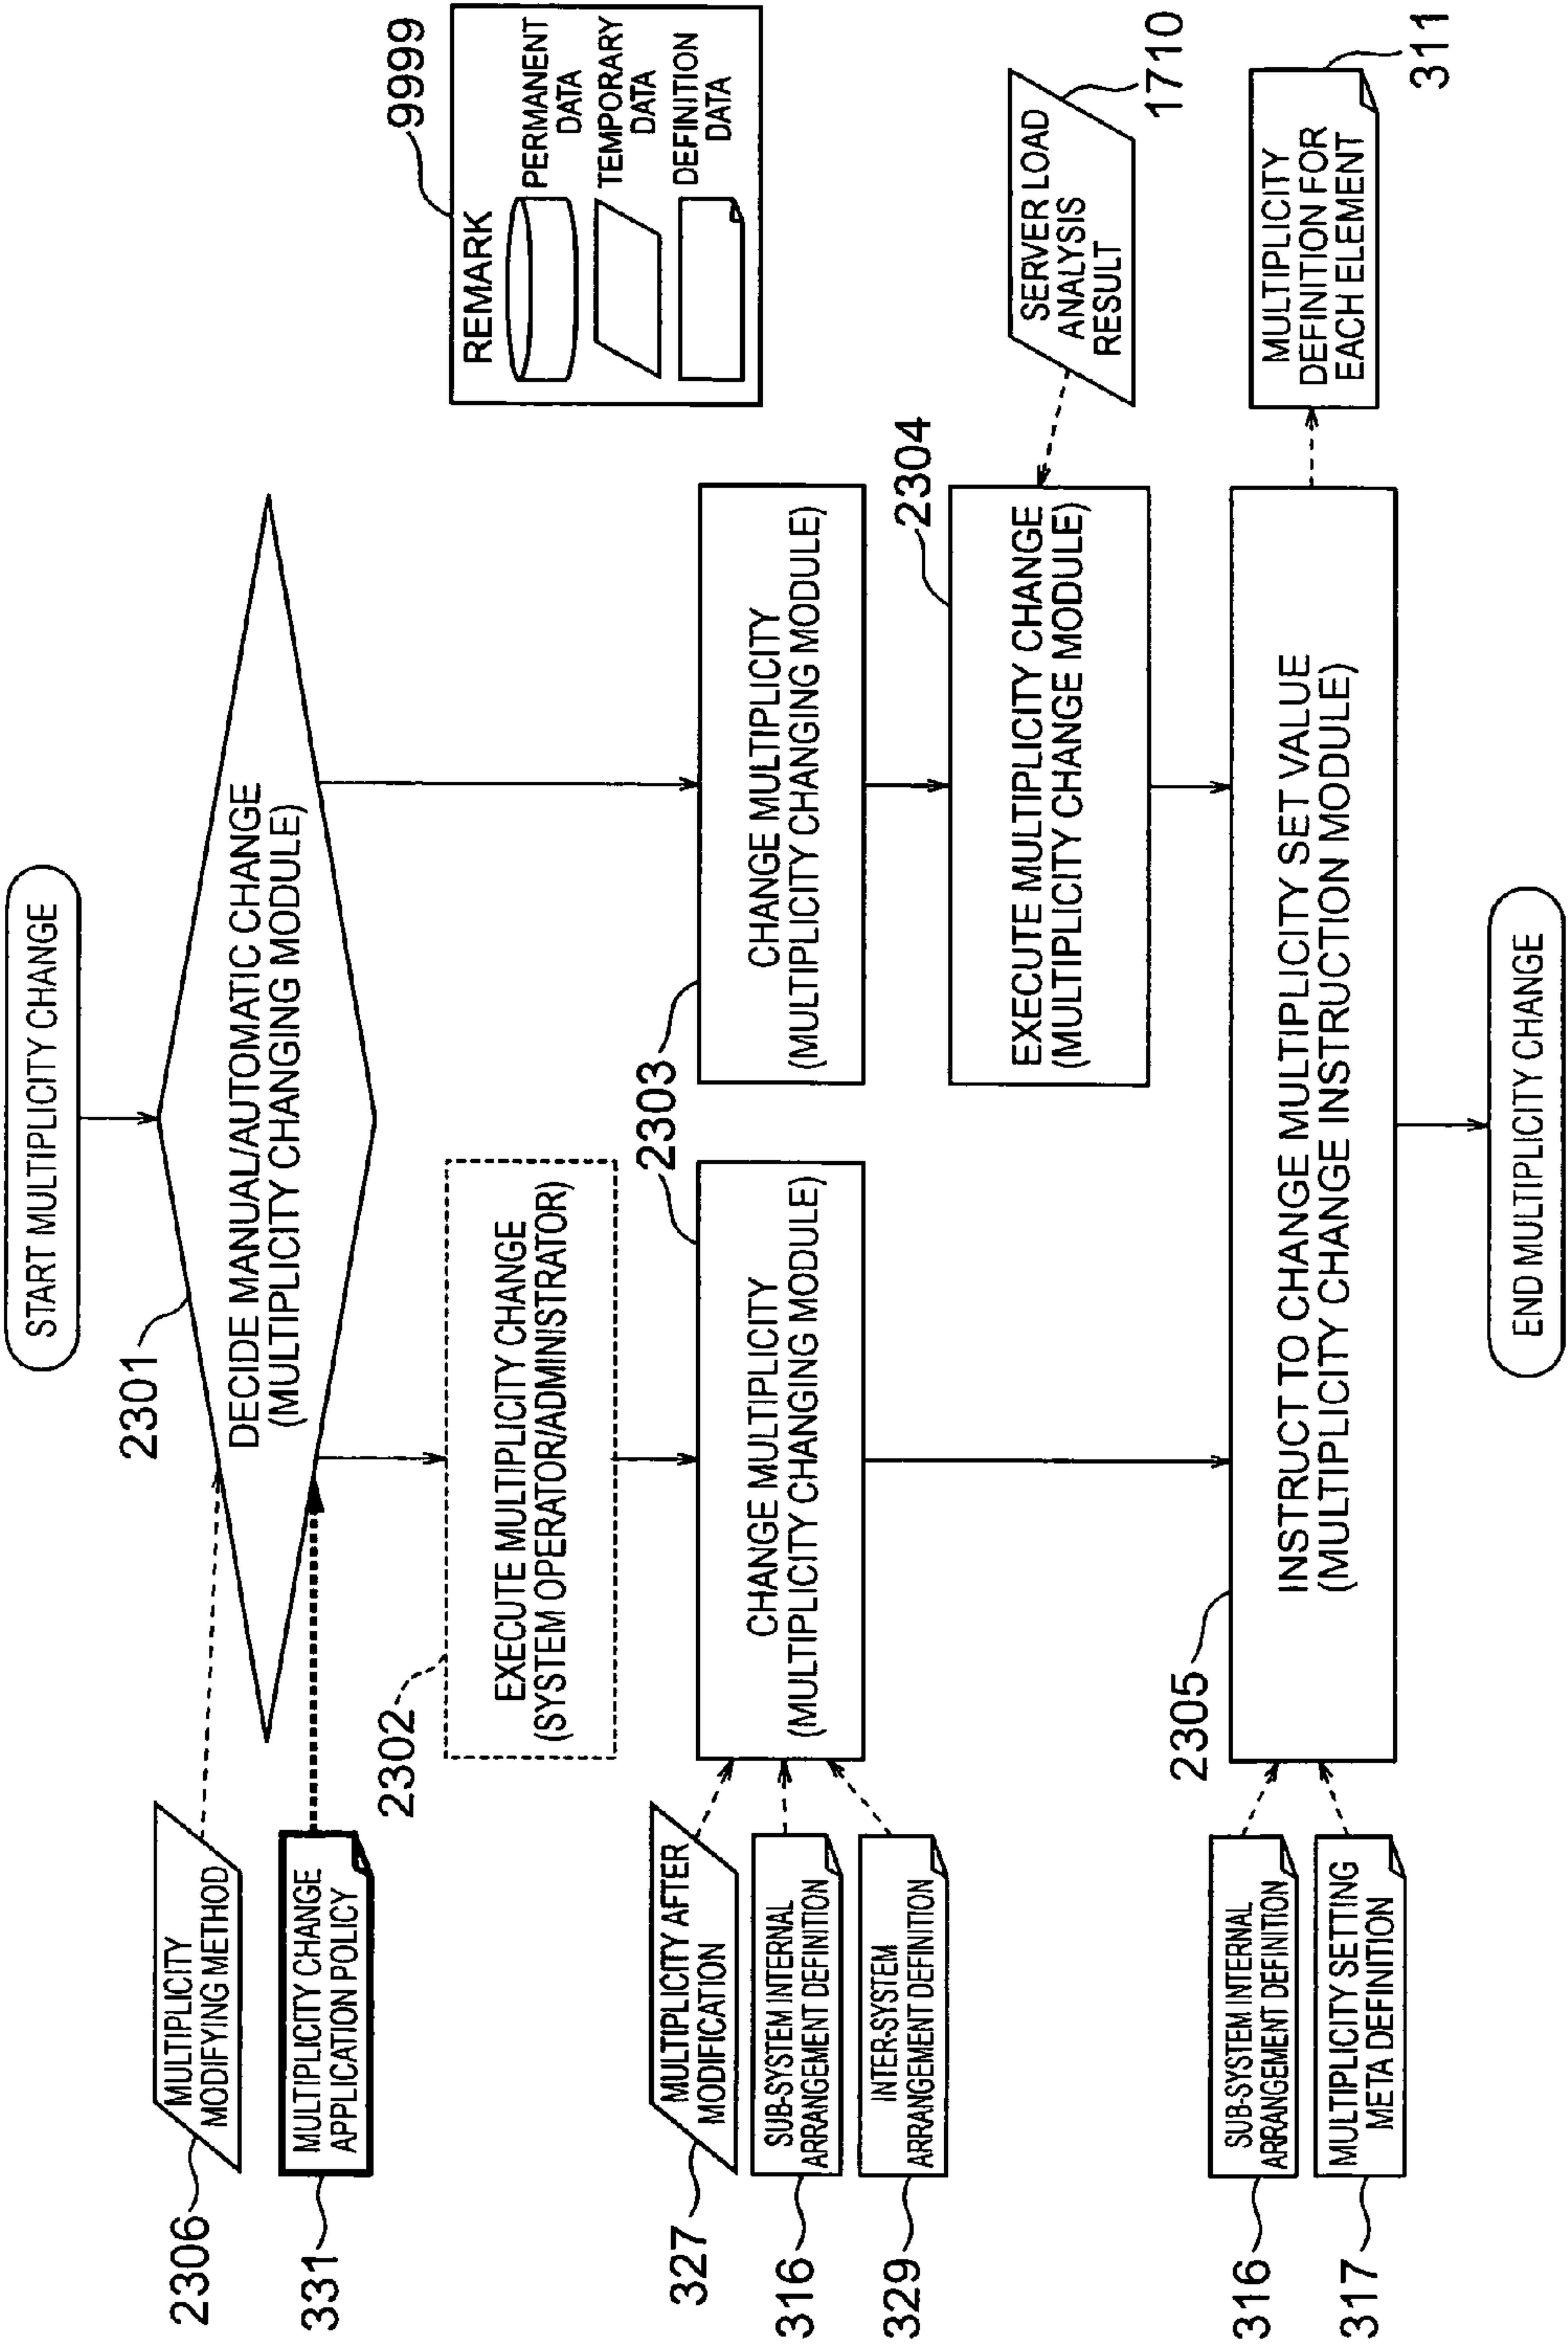 START MULTIPLICITY CHANGE
2301
DECIDE MANUAL/AUTOMATIC CHANGE
(MULTIPLICITY CHANGING MODULE)
2306
MULTIPLICITY
MODIFYING METHOD
331
MULTIPLICITY CHANGE
APPLICATION POLICY
9999
REMARK
PERMANENT
DATA
TEMPORARY
DATA
DEFINITION
DATA
2302
EXECUTE MULTIPLICITY CHANGE
(SYSTEM OPERATOR/ADMINISTRATOR)
2303
CHANGE MULTIPLICITY
(MULTIPLICITY CHANGING MODULE)
CHANGE MULTIPLICITY
(MULTIPLICITY CHANGING MODULE)
327
MULTIPLICITY AFTER
MODIFICATION
316
SUB-SYSTEM INTERNAL
ARRANGEMENT DEFINITION
329
INTER-SYSTEM
ARRANGEMENT DEFINITION
2304
EXECUTE MULTIPLICITY CHANGE
(MULTIPLICITY CHANGE MODULE)
SERVER LOAD
ANALYSIS
RESULT
1710
2305
INSTRUCT TO CHANGE MULTIPLICITY SET VALUE
(MULTIPLICITY CHANGE INSTRUCTION MODULE)
316
SUB-SYSTEM INTERNAL
ARRANGEMENT DEFINITION
317
MULTIPLICITY SETTING
META DEFINITION
MULTIPLICITY
DEFINITION FOR
EACH ELEMENT
311
END MULTIPLICITY CHANGE